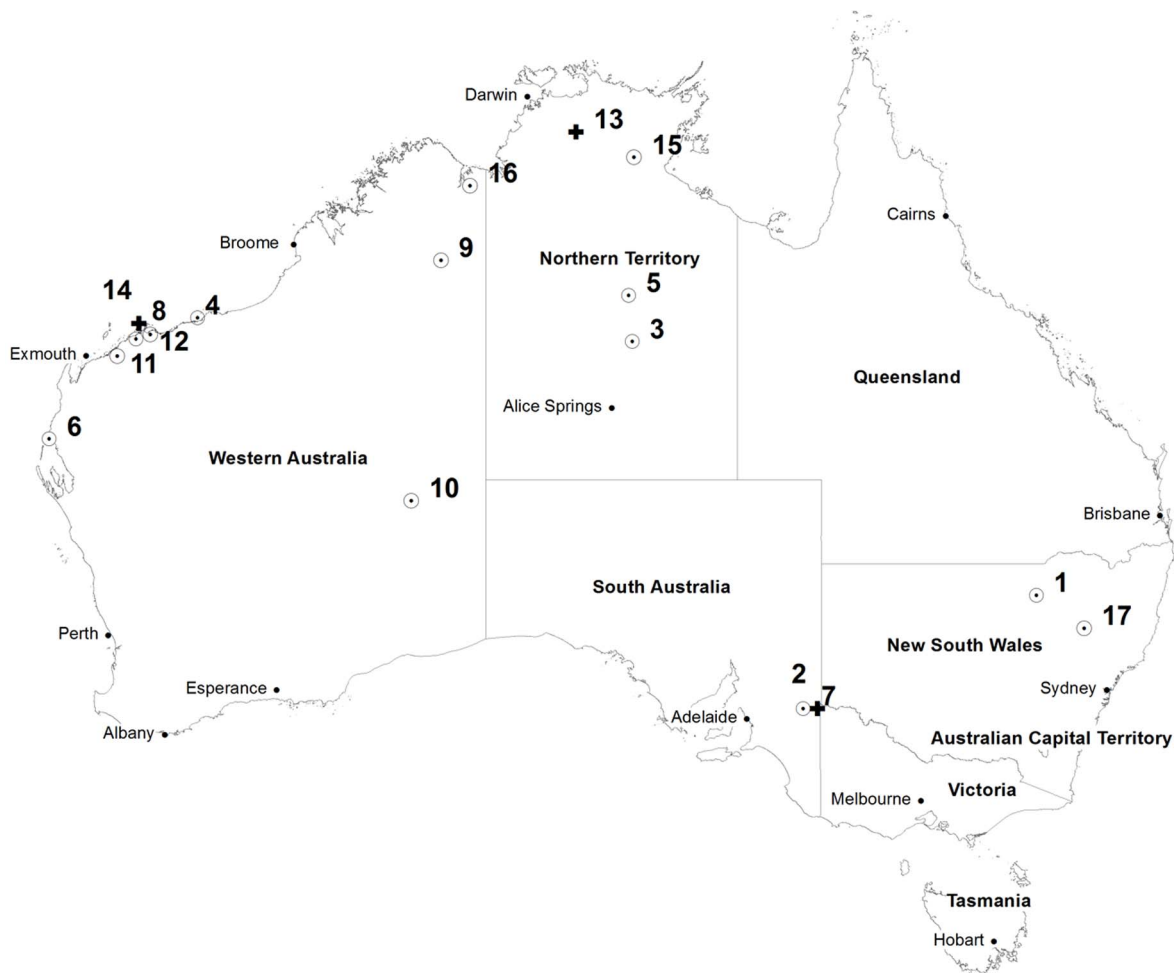 Darwin
13
15
16
Cairns
Broome
9
Northern Territory
5
14
8
4
3
12
Exmouth
11
Queensland
Alice Springs
6
Western Australia
10
Brisbane
South Australia
1
17
Perth
New South Wales
2
7
Esperance
Sydney
Adelaide
Albany
Australian Capital Territory
Victoria
Melbourne
Tasmania
Hobart